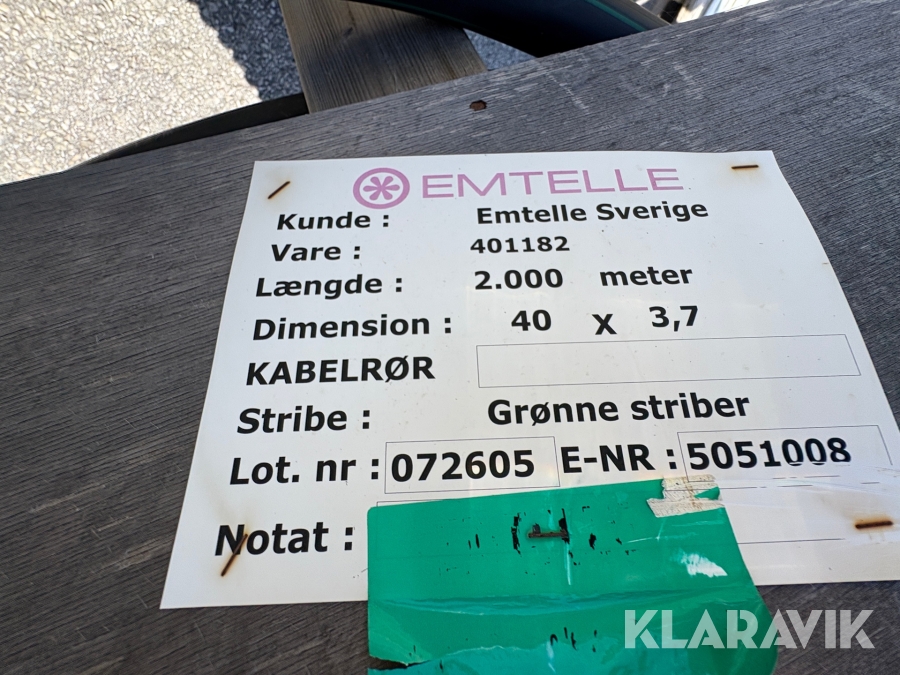 EMTELLE
Kunde : Emtelle Sverige
Vare : 401182
Længde : 2.000 meter
Dimension : 40 X 3,7
KABELRØR
Stribe : Grønne striber
Lot. nr : 072605 E-NR : 5051008
Notat :
KLARAVIK